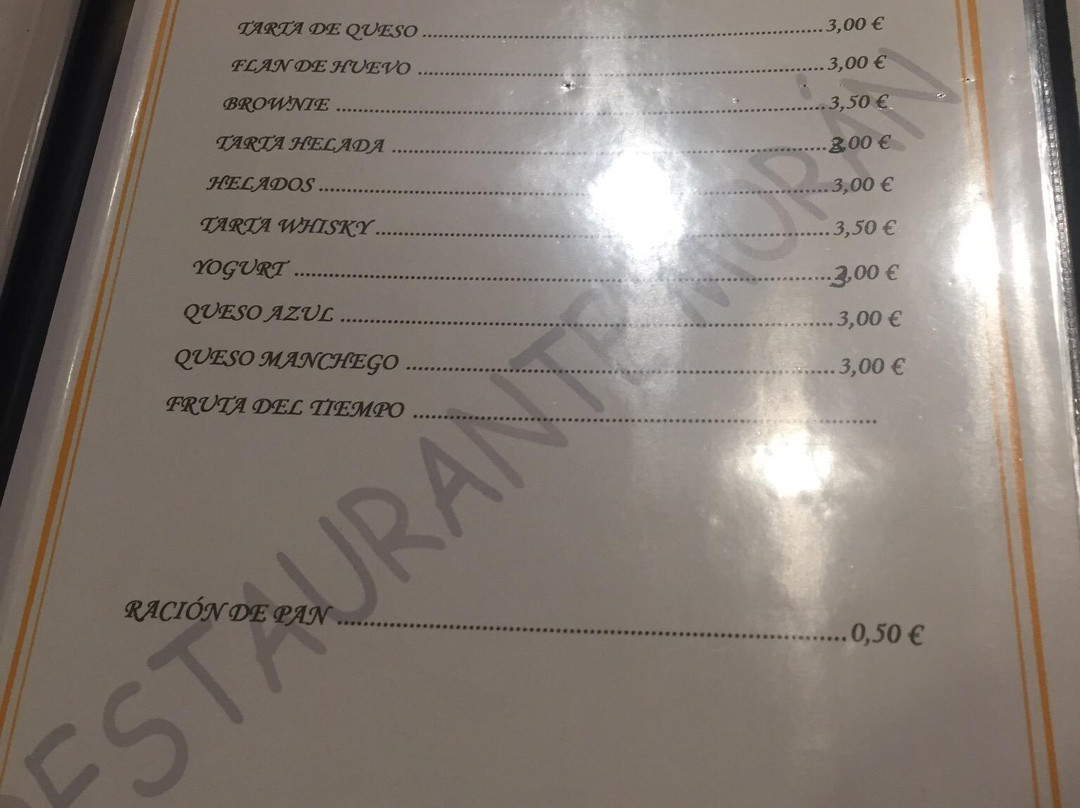 TARTA DE QUESO ........ 3,00 €
FLAN DE HUEVO ........ 3,00 €
BROWNIE ........ 3,50 €
TARTA HELADA ........ 3,00 €
HELADOS ........ 3,00 €
TARTA WHISKY ........ 3,50 €
YOGURT ........ 3,00 €
QUESO AZUL ........ 3,00 €
QUESO MANCHEGO ........ 3,00 €
FRUTA DEL TIEMPO ........
RACIÓN DE PAN ........ 0,50 €
RESTAURANTE MORÁN